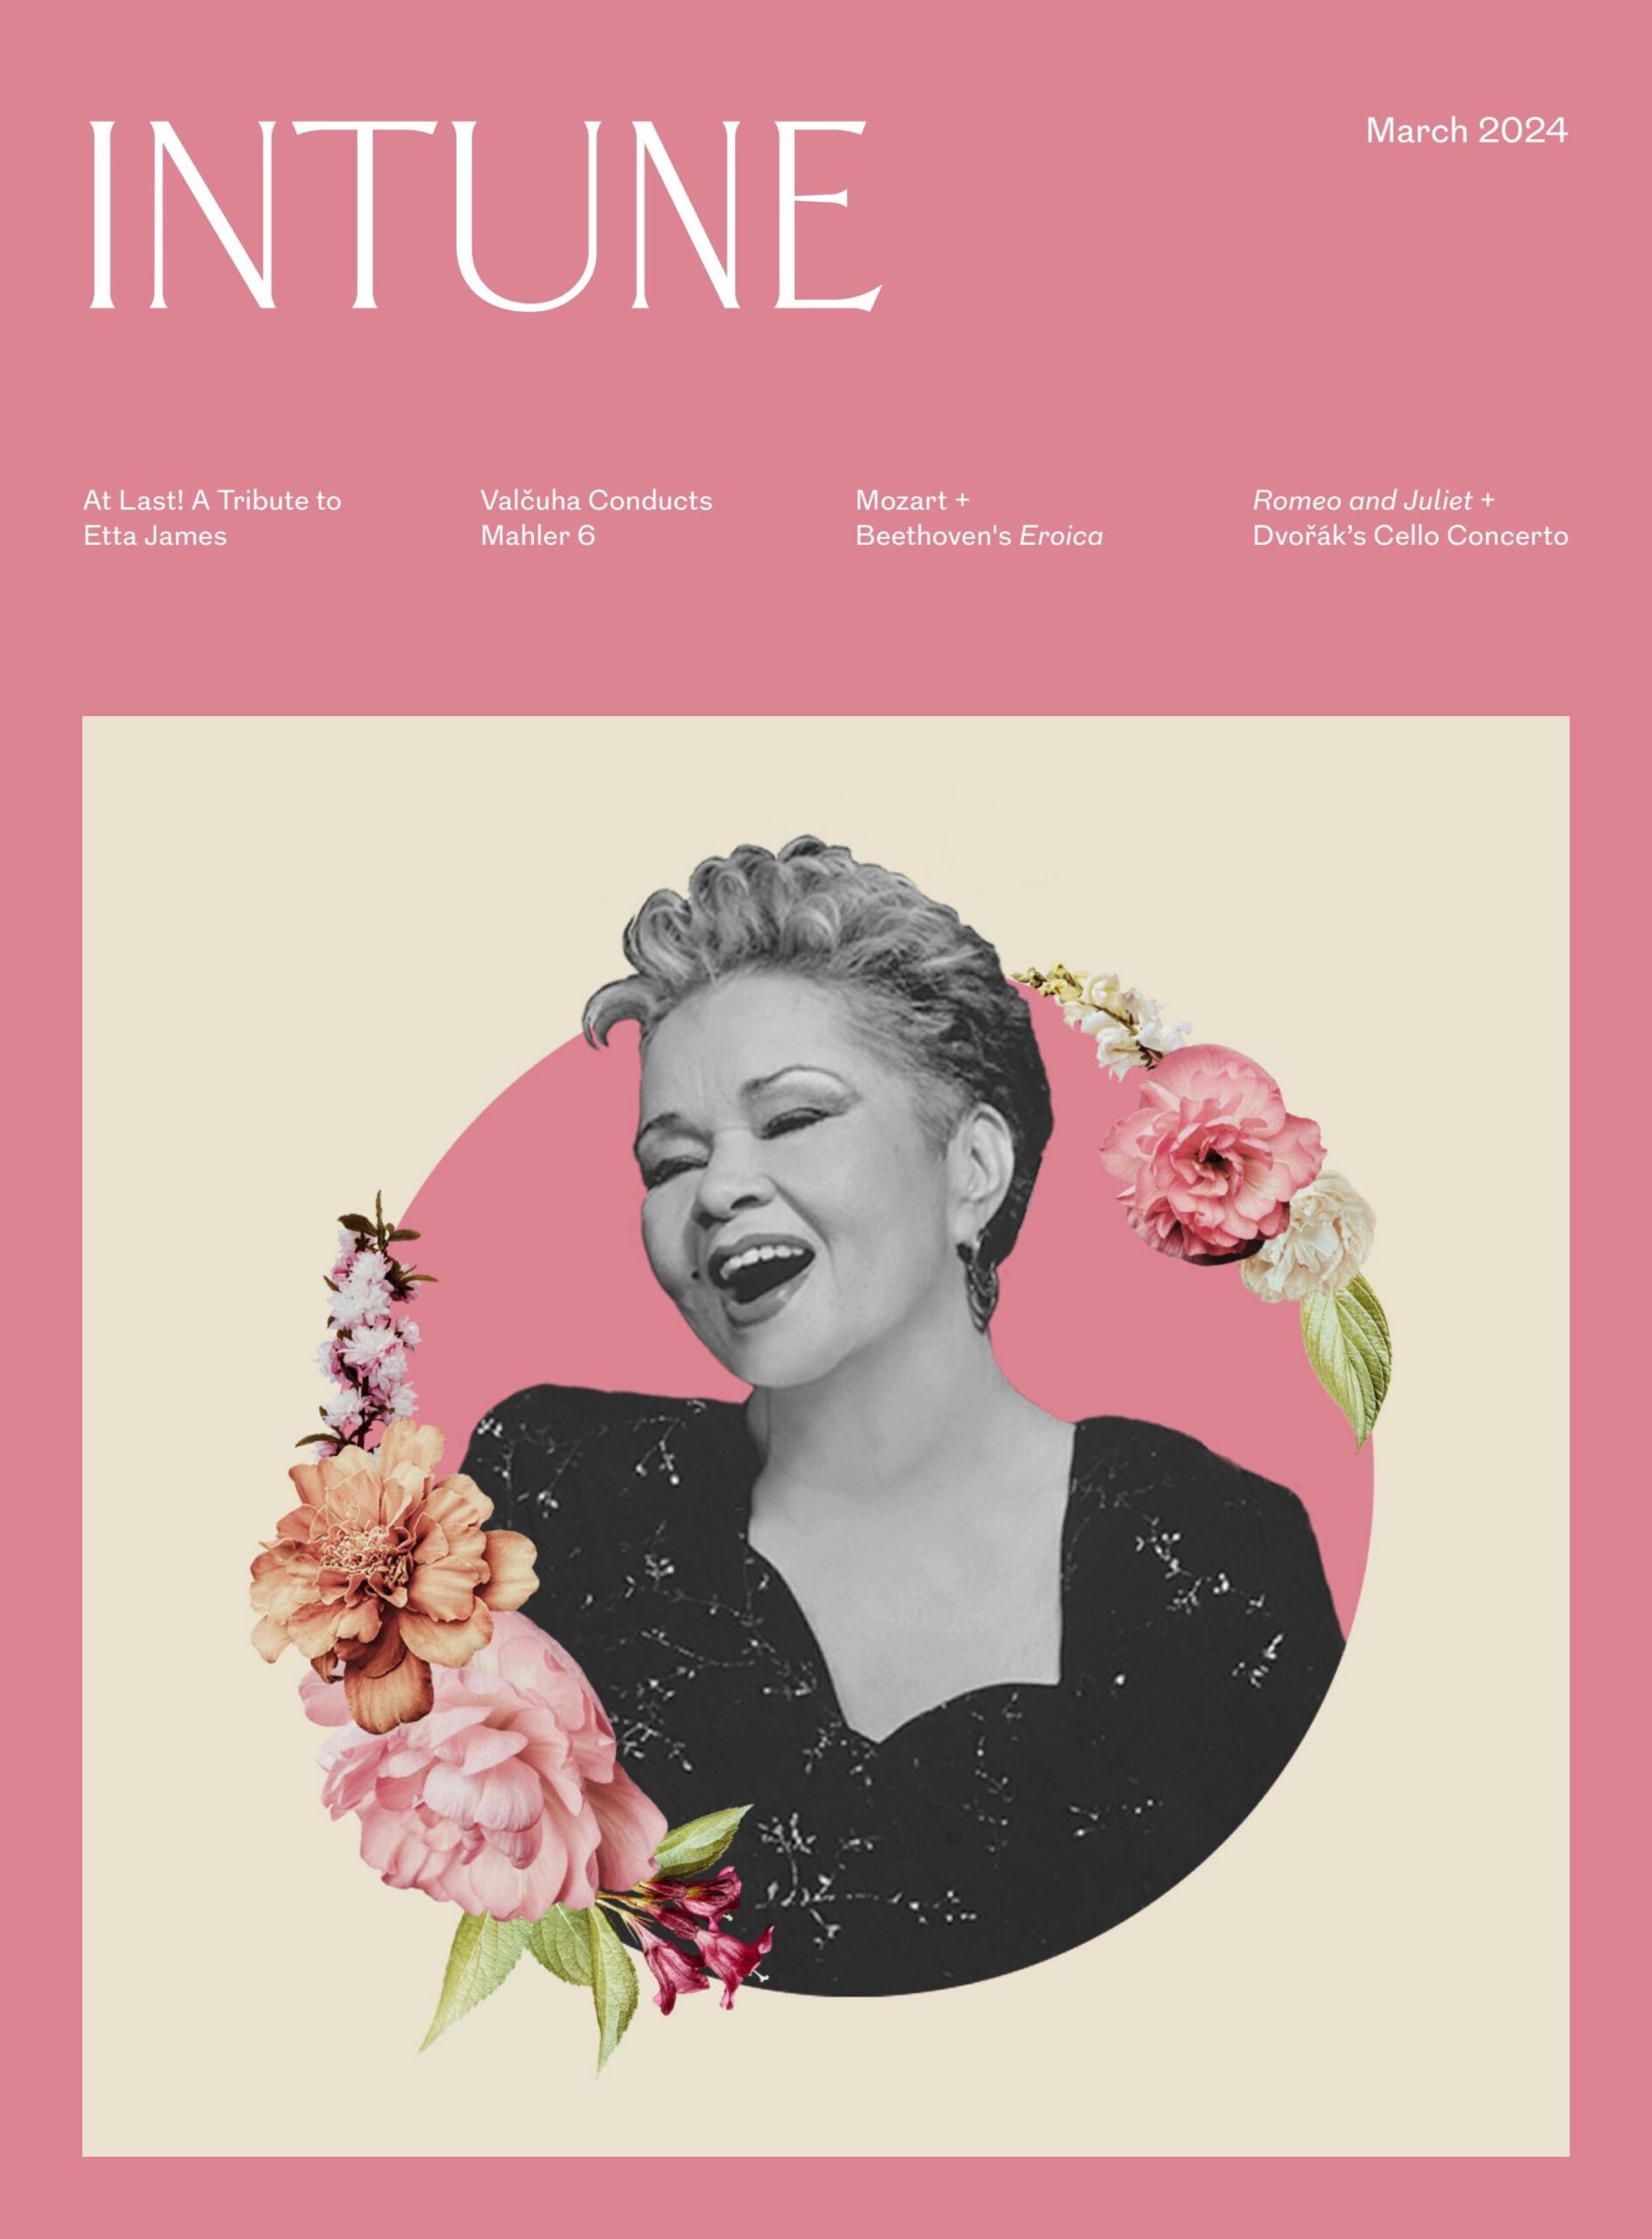 INTUNE
March 2024
At Last! A Tribute to
Etta James
Valčuha Conducts
Mahler 6
Mozart +
Beethoven's Eroica
Romeo and Juliet +
Dvořák’s Cello Concerto